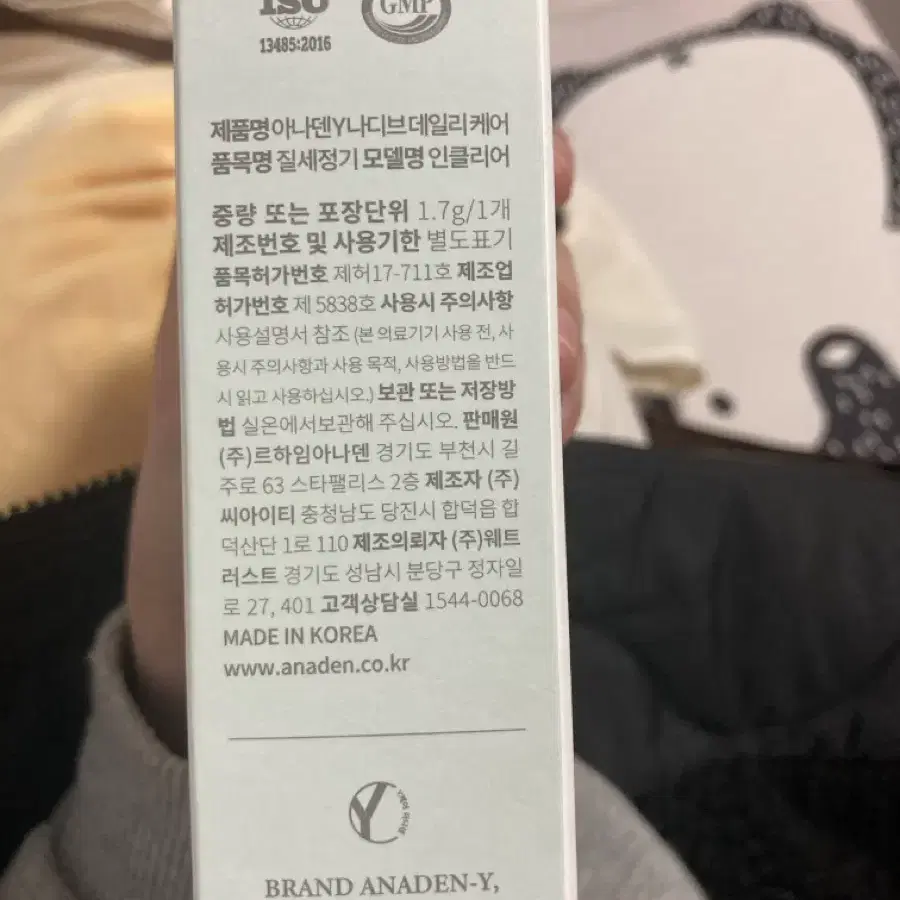 ISO
GMP
13485:2016
제품명 아나덴Y나디브데일리케어
품목명 질세정기 모델명 인클리어
중량 또는 포장단위 1.7g/1개
제조번호 및 사용기한 별도표기
품목허가번호 제허17-711호 제조업
허가번호 제 5838호 사용시 주의사항
사용설명서 참조 (본 의료기기 사용 전, 사
용시 주의사항과 사용 목적, 사용방법을 반드
시 읽고 사용하십시오.) 보관 또는 저장방
법 실온에서보관해 주십시오. 판매원
(주)르하임아나덴 경기도 부천시 길
주로 63 스타팰리스 2층 제조자 (주)
씨아이티 충청남도 당진시 합덕읍 합
덕산단 1로 110 제조의뢰자 (주)웨트
러스트 경기도 성남시 분당구 정자일
로 27, 401 고객상담실 1544-0068
MADE IN KOREA
www.anaden.co.kr
Y
BRAND ANADEN-Y,